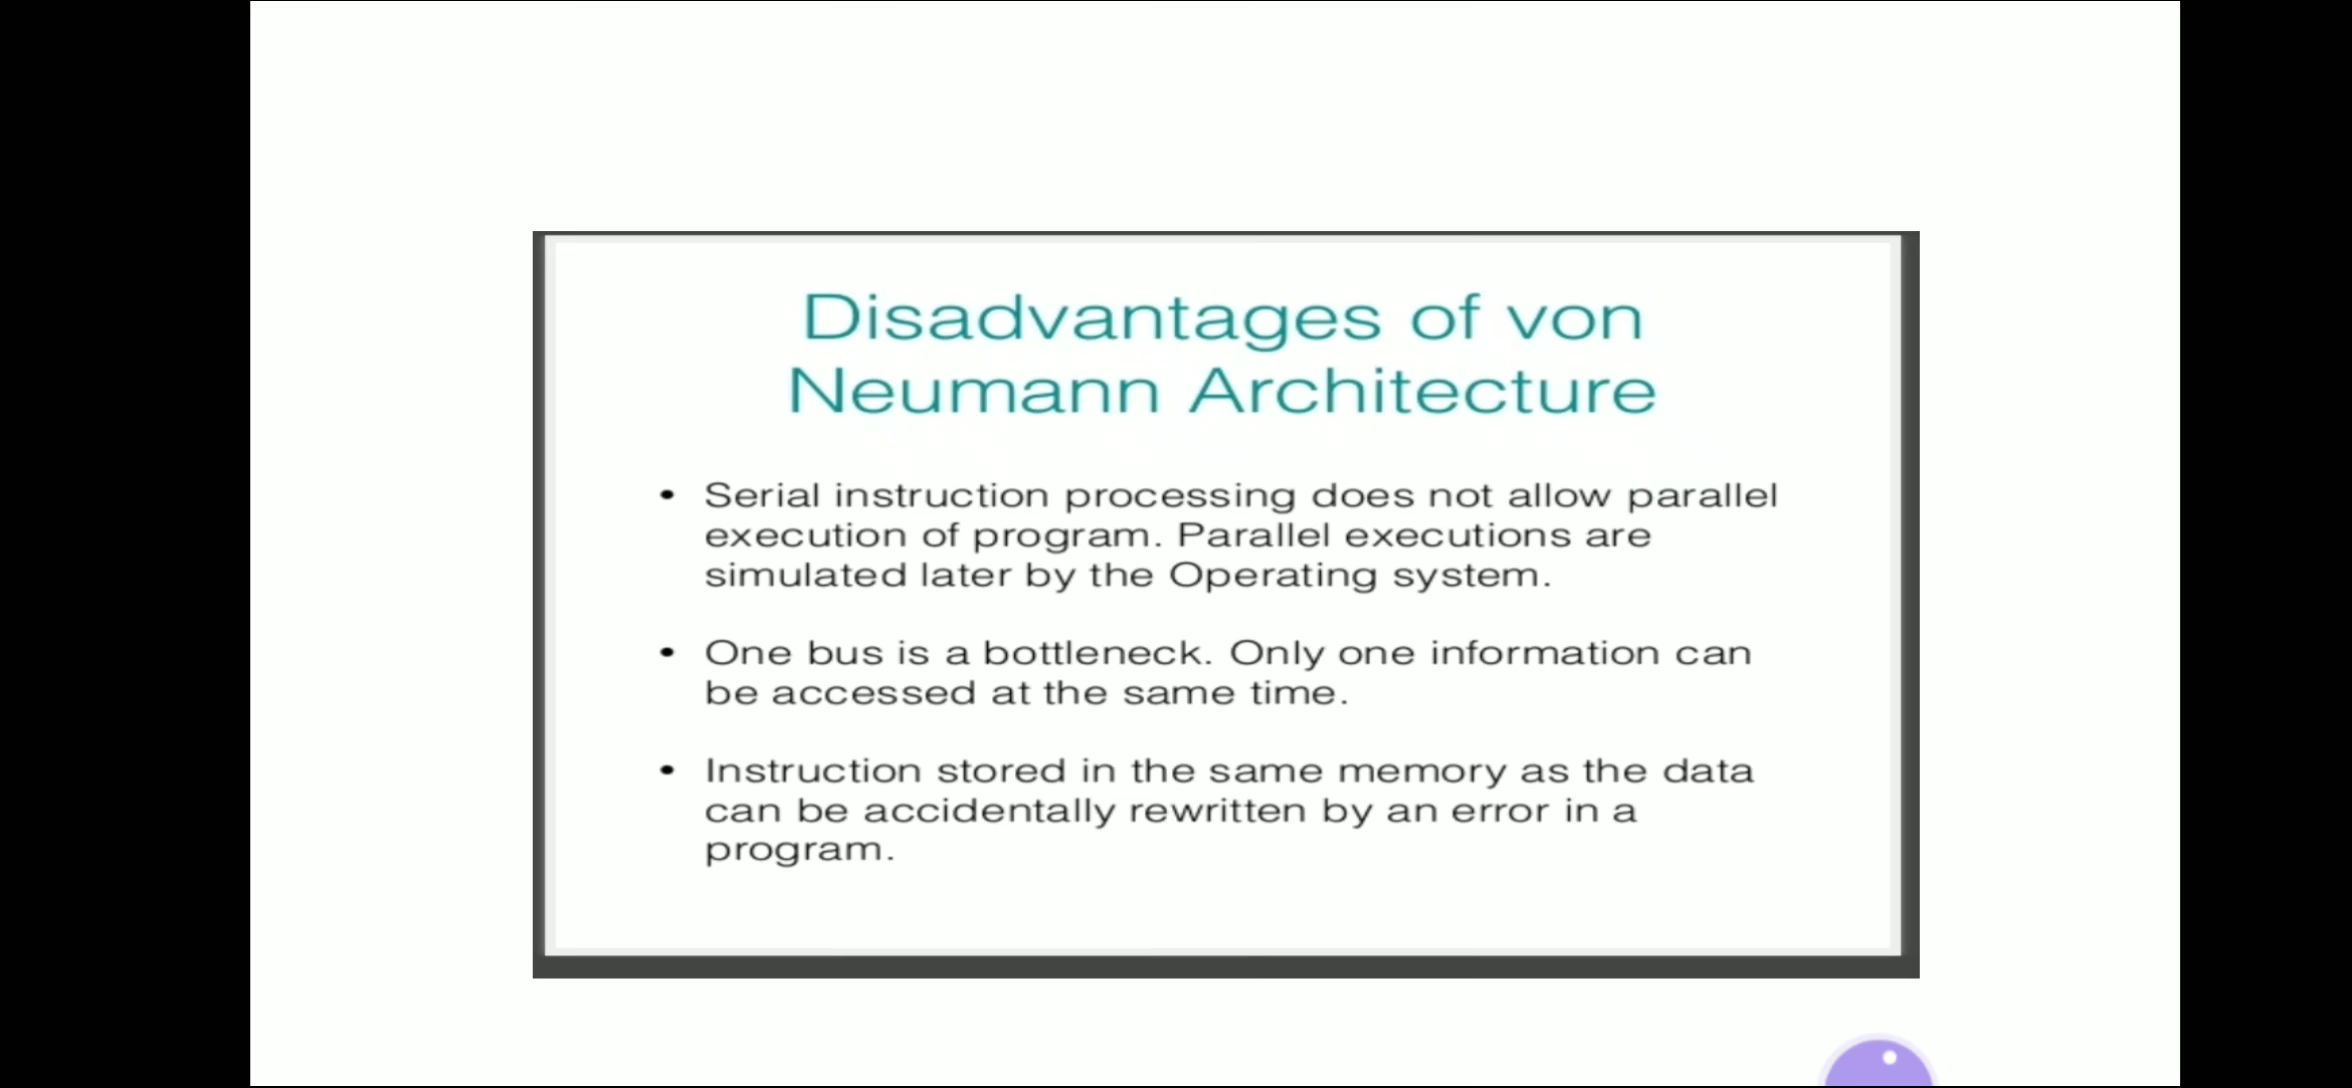 Disadvantages of von
Neumann Architecture
• Serial instruction processing does not allow parallel
execution of program. Parallel executions are
simulated later by the Operating system.
• One bus is a bottleneck. Only one information can
be accessed at the same time.
• Instruction stored in the same memory as the data
can be accidentally rewritten by an error in a
program.